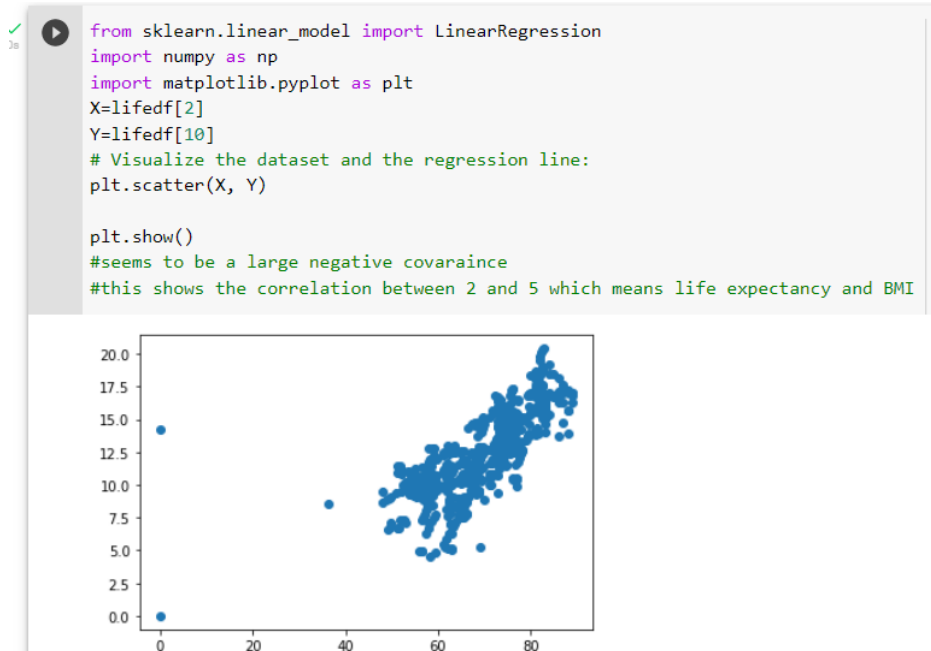 from sklearn.linear_model import LinearRegression
import numpy as np
import matplotlib.pyplot as plt
X=lifedf[2]
Y=lifedf[10]
# Visualize the dataset and the regression line:
plt.scatter(X, Y)
plt.show()
#seems to be a large negative covaraince
#this shows the correlation between 2 and 5 which means life expectancy and BMI
20.0
17.5
15.0
12.5
10.0
7.5
5.0
2.5
0.0
0 20 40 60 80